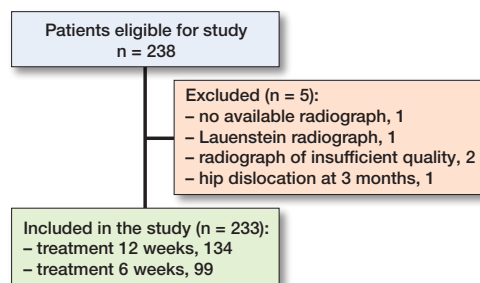 Patients eligible for study
n = 238
Excluded (n = 5):
– no available radiograph, 1
– Lauenstein radiograph, 1
– radiograph of insufficient quality, 2
– hip dislocation at 3 months, 1
Included in the study (n = 233):
– treatment 12 weeks, 134
– treatment 6 weeks, 99